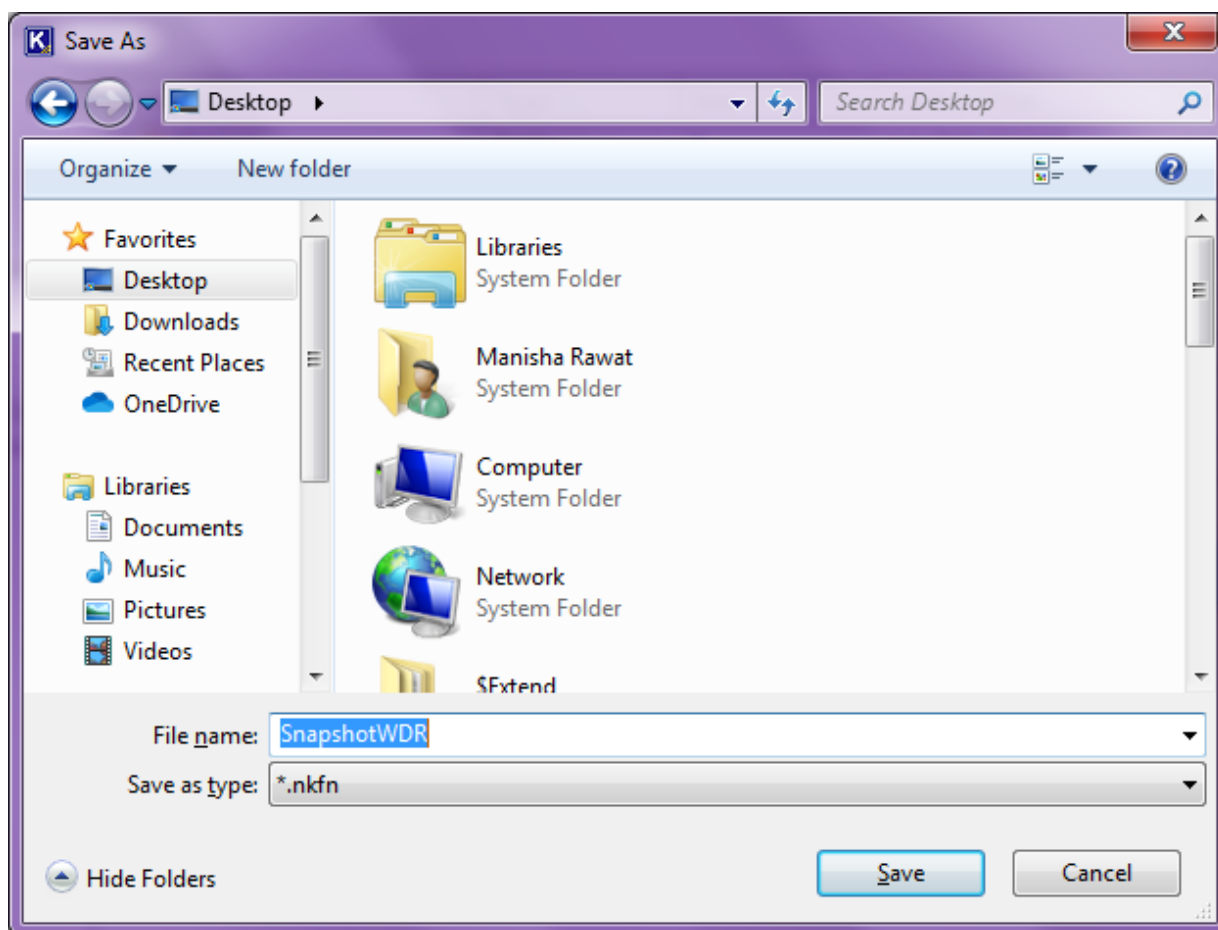 Save As
Desktop
Search Desktop
Organize
New folder
Favorites
Desktop
Downloads
Recent Places
OneDrive
Libraries
Documents
Music
Pictures
Videos
Libraries
System Folder
Manisha Rawat
System Folder
Computer
System Folder
Network
System Folder
$Extend
File name: SnapshotWDR
Save as type: *.nkfn
Hide Folders
Save
Cancel